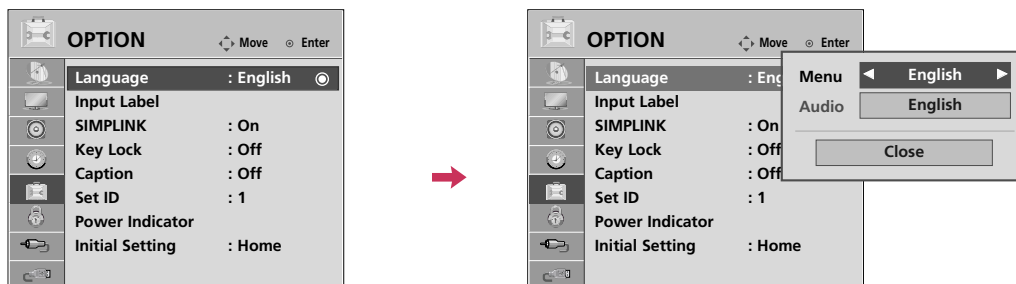 OPTION Move Enter
Language : English
Input Label
SIMPLINK : On
Key Lock : Off
Caption : Off
Set ID : 1
Power Indicator
Initial Setting : Home
OPTION Move Enter
Language : Eng
Input Label
SIMPLINK : On
Key Lock : Off
Caption : Off
Set ID : 1
Power Indicator
Initial Setting : Home
Menu English
Audio English
Close